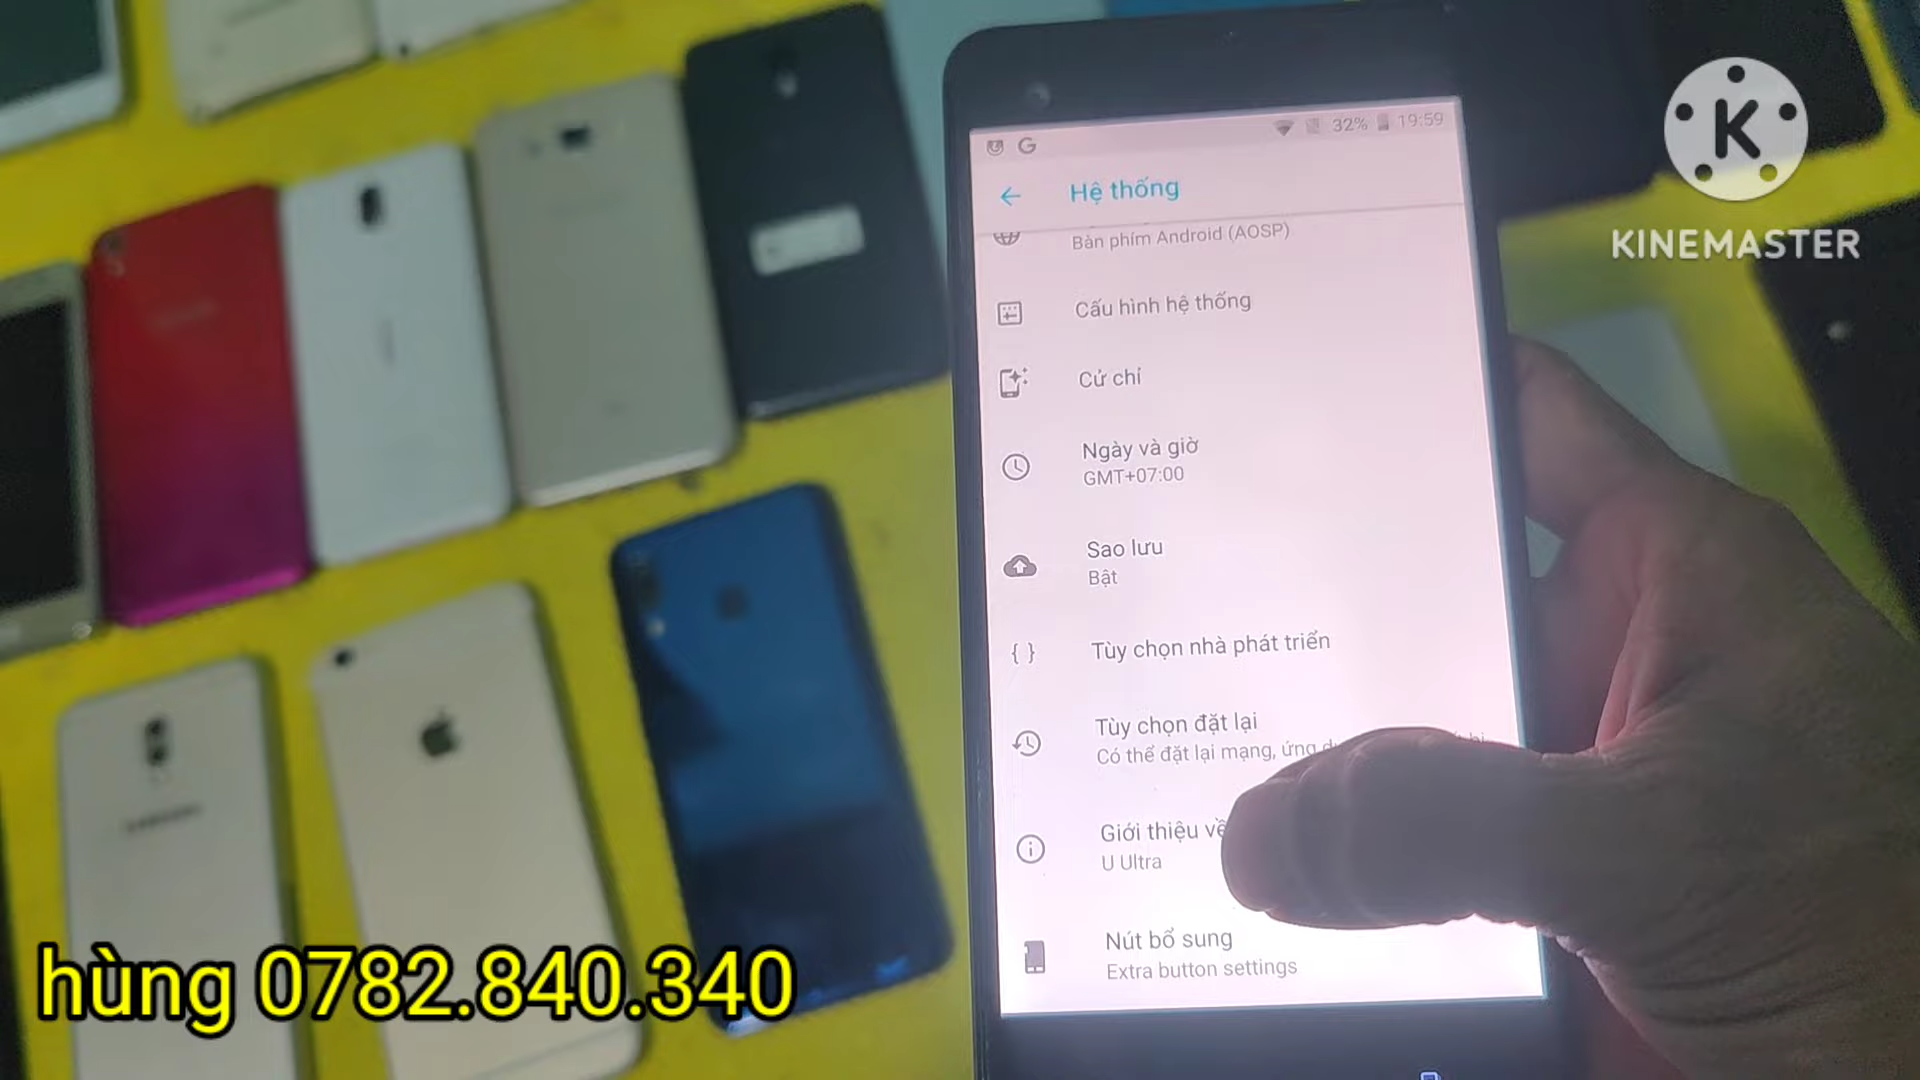 32% 19:59
Hệ thống
Bàn phím Android (AOSP)
Cấu hình hệ thống
Cử chỉ
Ngày và giờ
GMT+07:00
Sao lưu
Bật
{ } Tùy chọn nhà phát triển
Tùy chọn đặt lại
Có thể đặt lại mạng, ứng
Giới thiệu về
U Ultra
Nút bổ sung
Extra button settings
K
KINEMASTER
hùng 0782.840.340